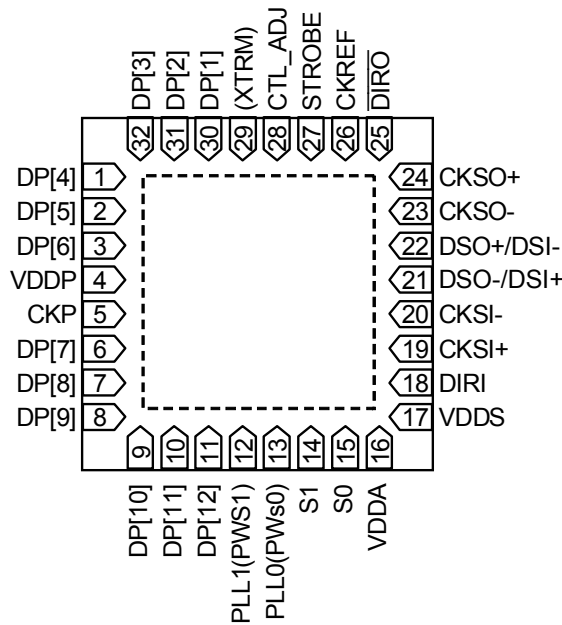 DP[3]
DP[2]
DP[1]
(XTRM)
CTL_ADJ
STROBE
CKREF
DIRO
32
31
30
29
28
27
26
25
DP[4] 1
DP[5] 2
DP[6] 3
VDDP 4
CKP 5
DP[7] 6
DP[8] 7
DP[9] 8
24 CKSO+
23 CKSO-
22 DSO+/DSI-
21 DSO-/DSI+
20 CKSI-
19 CKSI+
18 DIRI
17 VDDS
9
10
11
12
13
14
15
16
DP[10]
DP[11]
DP[12]
PLL1(PWS1)
PLL0(PWs0)
S1
S0
VDDA